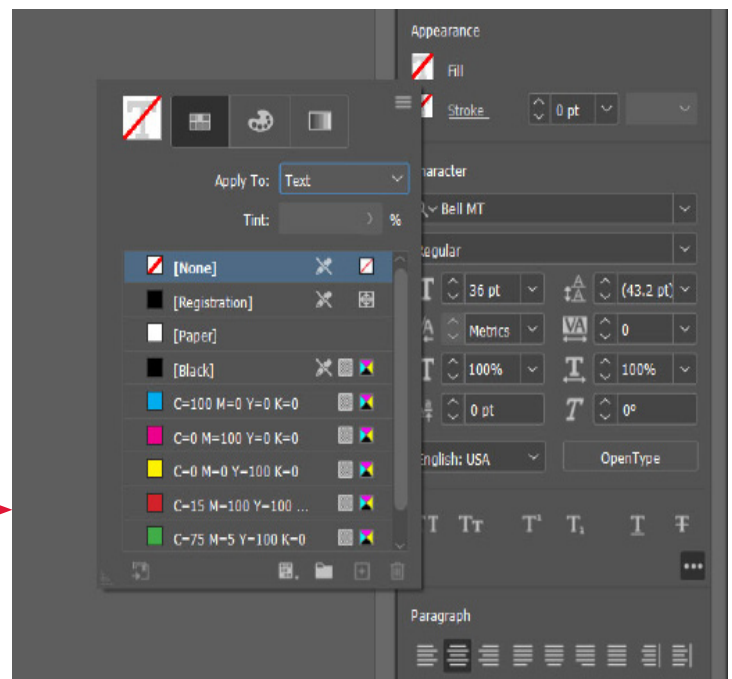 Appearance
Fill
Stroke
0 pt
Apply To: Text
Tint:
%
[None]
[Registration]
[Paper]
[Black]
C=100 M=0 Y=0 K=0
C=0 M=100 Y=0 K=0
C=0 M=0 Y=100 K=0
C=15 M=100 Y=100 ...
C=75 M=5 Y=100 K=0
aracter
Bell MT
egular
36 pt
(43.2 pt)
Metrics
0
100%
100%
0 pt
0°
English: USA
OpenType
Paragraph